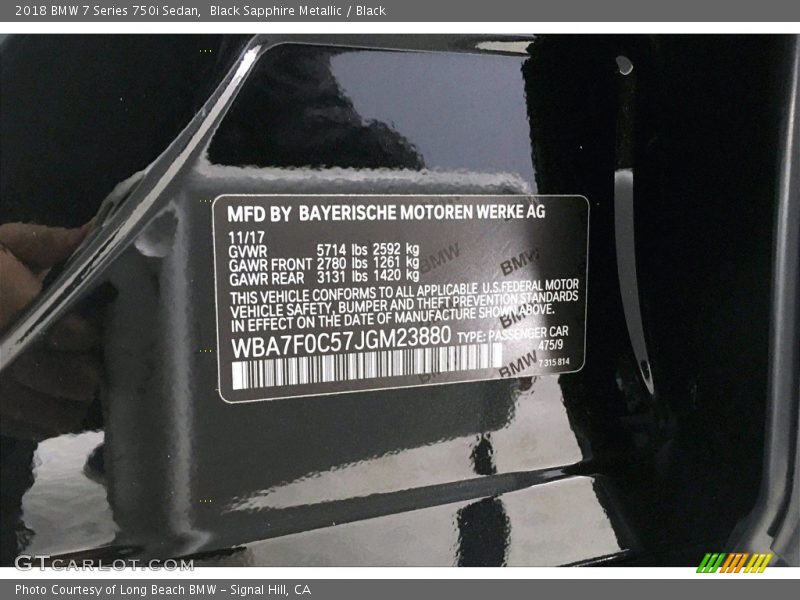 2018 BMW 7 Series 750i Sedan,  Black Sapphire Metallic / Black
MFD BY BAYERISCHE MOTOREN WERKE AG
11/17
GVWR 5714 lbs 2592 kg
GAWR FRONT 2780 lbs 1261 kg
GAWR REAR 3131 lbs 1420 kg
THIS VEHICLE CONFORMS TO ALL APPLICABLE U.S.FEDERAL MOTOR
VEHICLE SAFETY, BUMPER AND THEFT PREVENTION STANDARDS
IN EFFECT ON THE DATE OF MANUFACTURE SHOWN ABOVE.
WBA7F0C57JGM23880 TYPE: PASSENGER CAR
475/9
7 315 814
BMW
BMW
BMW
BMW
GTCARLOT.COM
Photo Courtesy of Long Beach BMW – Signal Hill, CA